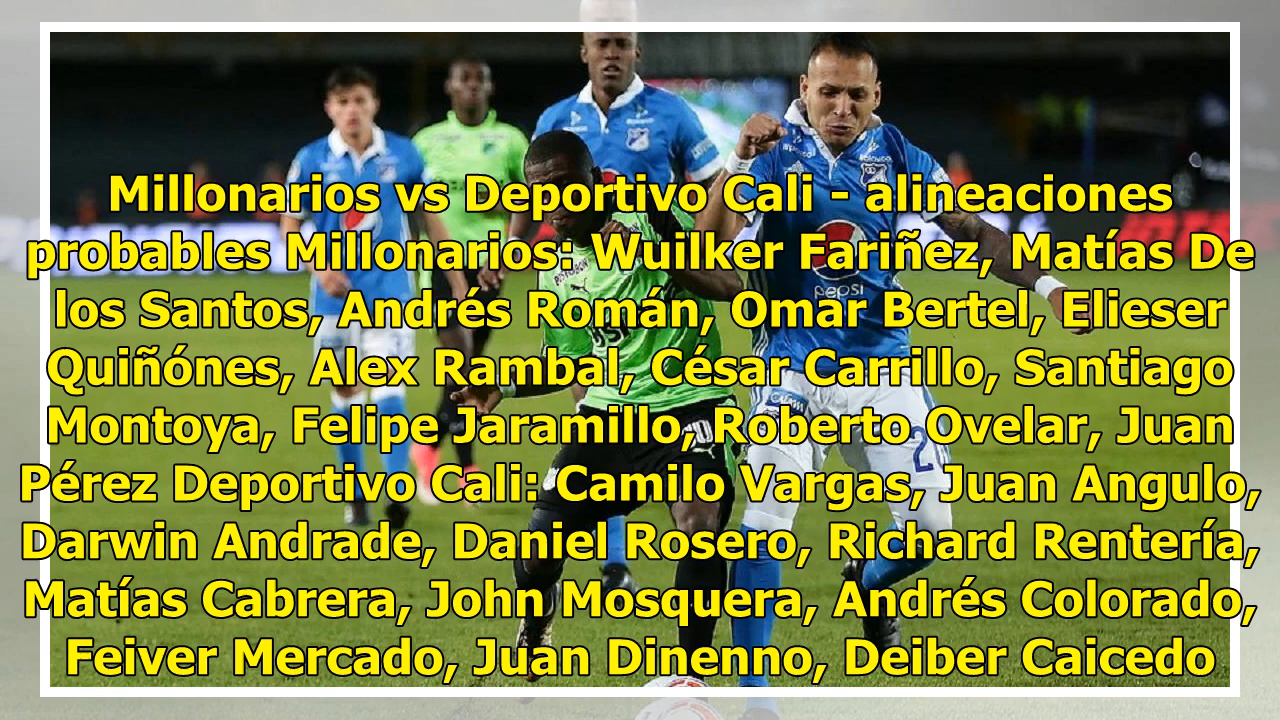 Millonarios vs Deportivo Cali - alineaciones
probables Millonarios: Wuilker Fariñez, Matías De
los Santos, Andrés Román, Omar Bertel, Elieser
Quiñónes, Alex Rambal, César Carrillo, Santiago
Montoya, Felipe Jaramillo, Roberto Ovelar, Juan
Pérez Deportivo Cali: Camilo Vargas, Juan Angulo,
Darwin Andrade, Daniel Rosero, Richard Rentería,
Matías Cabrera, John Mosquera, Andrés Colorado,
Feiver Mercado, Juan Dinenno, Deiber Caicedo
pepsi